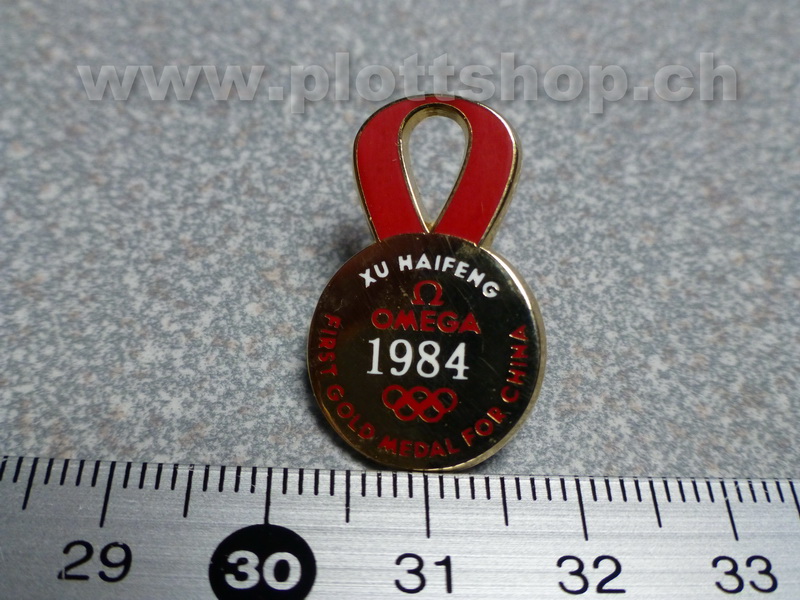 www.plottshop.ch
XU HAIFENG
Ω
OMEGA
1984
FIRST GOLD MEDAL FOR CHINA
29 30 31 32 33